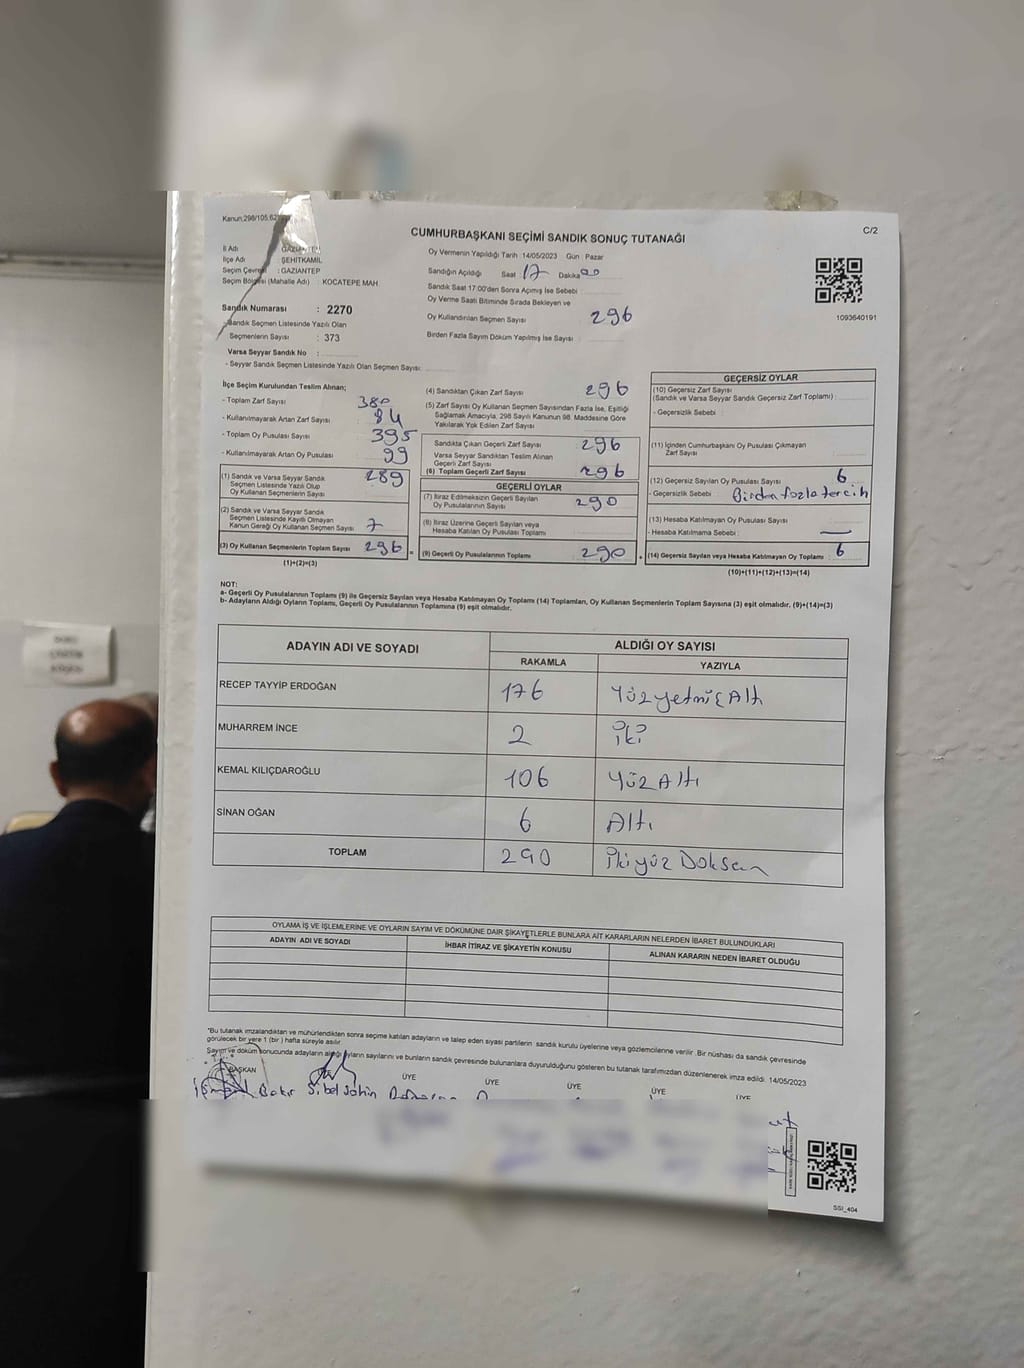 Kanun:298/105,62
C/2
CUMHURBAŞKANI SEÇİMİ SANDIK SONUÇ TUTANAĞI
İl Adı : GAZİANTEP
İlçe Adı : ŞEHİTKAMİL
Seçim Çevresi : GAZİANTEP
Seçim Bölgesi (Mahalle Adı) : KOCATEPE MAH.
Sandık Numarası : 2270
- Sandık Seçmen Listesinde Yazılı Olan
Seçmenlerin Sayısı : 373
Varsa Seyyar Sandık No :
- Seyyar Sandık Seçmen Listesinde Yazılı Olan Seçmen Sayısı:
Oy Vermenin Yapıldığı Tarih 14/05/2023 Gün Pazar
Sandığın Açıldığı Saat 17 Dakika 00
Sandık Saat 17:00'den Sonra Açımış İse Sebebi :
Oy Verme Saati Bitiminde Sırada Bekleyen ve
Oy Kullandırılan Seçmen Sayısı 296
Birden Fazla Sayım Döküm Yapılmış İse Sayısı :
1093640191
İlçe Seçim Kurulundan Teslim Alınan;
- Toplam Zarf Sayısı 380
- Kullanılmayarak Artan Zarf Sayısı : 84
- Toplam Oy Pusulası Sayısı 395
- Kullanılmayarak Artan Oy Pusulası 99
(1) Sandık ve Varsa Seyyar Sandık
Seçmen Listesinde Yazılı Olup
Oy Kullanan Seçmenlerin Sayısı 289
(2) Sandık ve Varsa Seyyar Sandık
Seçmen Listesinde Kayıtlı Olmayan
Kanun Gereği Oy Kullanan Seçmen Sayısı 7
(3) Oy Kullanan Seçmenlerin Toplam Sayısı 296 =
(1)+(2)=(3)
(4) Sandıktan Çıkan Zarf Sayısı 296
(5) Zarf Sayısı Oy Kullanan Seçmen Sayısından Fazla İse, Eşitliği
Sağlamak Amacıyla, 298 Sayılı Kanunun 98. Maddesine Göre
Yakılarak Yok Edilen Zarf Sayısı
Sandıkta Çıkan Geçerli Zarf Sayısı 296
Varsa Seyyar Sandıktan Teslim Alınan
Geçerli Zarf Sayısı
(6) Toplam Geçerli Zarf Sayısı 296
GEÇERLİ OYLAR
(7) İtiraz Edilmeksizin Geçerli Sayılan
Oy Pusulalarının Sayısı 290
(8) İtiraz Üzerine Geçerli Sayılan veya
Hesaba Katılan Oy Pusulası Toplamı
(9) Geçerli Oy Pusulalarının Toplamı 290 +
GEÇERSİZ OYLAR
(10) Geçersiz Zarf Sayısı
(Sandık ve Varsa Seyyar Sandık Geçersiz Zarf Toplamı) :
- Geçersizlik Sebebi :
(11) İçinden Cumhurbaşkanı Oy Pusulası Çıkmayan
Zarf Sayısı
(12) Geçersiz Sayılan Oy Pusulası Sayısı : 6
- Geçersizlik Sebebi : Birden fazla tercih
(13) Hesaba Katılmayan Oy Pusulası Sayısı
- Hesaba Katılmama Sebebi : —
(14) Geçersiz Sayılan veya Hesaba Katılmayan Oy Toplamı : 6
(10)+(11)+(12)+(13)=(14)
NOT:
a- Geçerli Oy Pusulalarının Toplamı (9) ile Geçersiz Sayılan veya Hesaba Katılmayan Oy Toplamı (14) Toplamları, Oy Kullanan Seçmenlerin Toplam Sayısına (3) eşit olmalıdır. (9)+(14)=(3)
b- Adayların Aldığı Oyların Toplamı, Geçerli Oy Pusulalarının Toplamına (9) eşit olmalıdır.
ADAYIN ADI VE SOYADI ALDIĞI OY SAYISI
RAKAMLA YAZIYLA
RECEP TAYYİP ERDOĞAN 176 YüzyetmişAltı
MUHARREM İNCE 2 İki
KEMAL KILIÇDAROĞLU 106 YüzAltı
SİNAN OĞAN 6 Altı
TOPLAM 290 İkiyüz Doksan
OYLAMA İŞ VE İŞLEMLERİNE VE OYLARIN SAYIM VE DÖKÜMÜNE DAİR ŞİKAYETLERLE BUNLARA AİT KARARLARIN NELERDEN İBARET BULUNDUKLARI
ADAYIN ADI VE SOYADI İHBAR İTİRAZ VE ŞİKAYETİN KONUSU ALINAN KARARIN NEDEN İBARET OLDUĞU
"Bu tutanak imzalandıktan ve mühürlendikten sonra seçime katılan adayların ve talep eden siyasi partilerin sandık kurulu üyelerine veya gözlemcilerine verilir. Bir nüshası da sandık çevresinde
görülecek bir yere 1 (bir ) hafta süreyle asılır.
Sayım ve döküm sonucunda adayların aldığı oyların sayılarını ve bunların sandık çevresinde bulunanlara duyurulduğunu gösteren bu tutanak tarafımızdan düzenlenerek imza edildi. 14/05/2023
BAŞKAN ÜYE ÜYE ÜYE ÜYE ÜYE ÜYE
Bakır Sibel Şahin
SSI_404